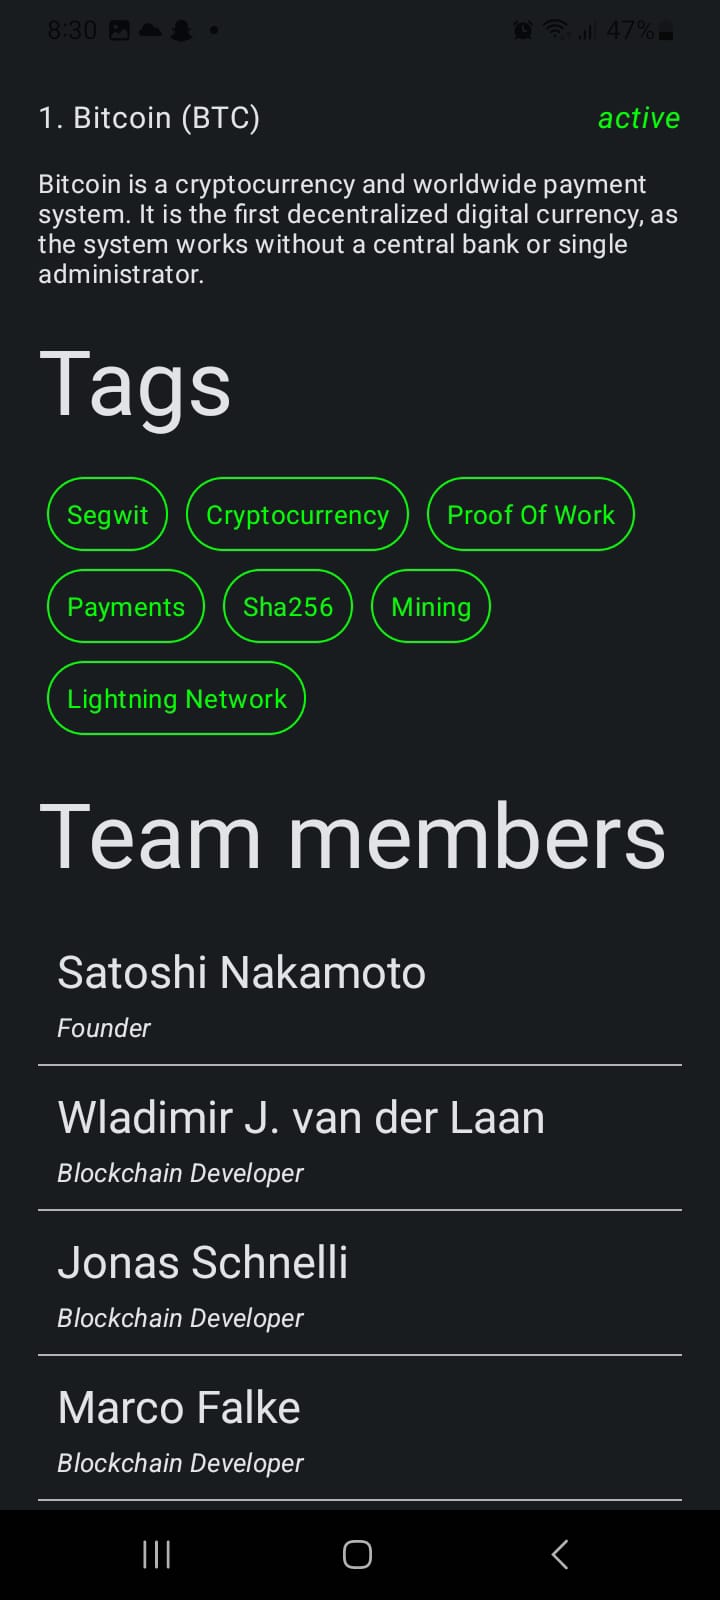 8:30 47%
1. Bitcoin (BTC) active
Bitcoin is a cryptocurrency and worldwide payment
system. It is the first decentralized digital currency, as
the system works without a central bank or single
administrator.
Tags
Segwit Cryptocurrency Proof Of Work
Payments Sha256 Mining
Lightning Network
Team members
Satoshi Nakamoto
Founder
Wladimir J. van der Laan
Blockchain Developer
Jonas Schnelli
Blockchain Developer
Marco Falke
Blockchain Developer